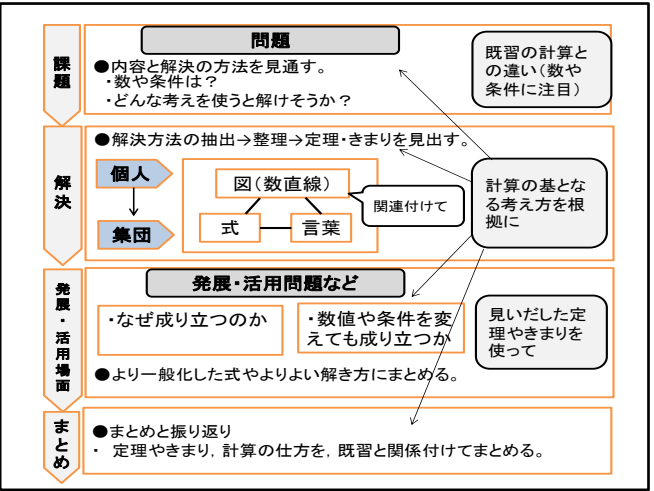 課題
問題
●内容と解決の方法を見通す。
・数や条件は？
・どんな考えを使うと解けそうか？
既習の計算と
の違い（数や
条件に注目）
解決
●解決方法の抽出→整理→定理・きまりを見出す。
個人
集団
図（数直線）
式
言葉
関連付けて
計算の基とな
る考え方を根
拠に
発展・活用場面
発展・活用問題など
・なぜ成り立つのか
・数値や条件を変
えても成り立つか
見いだした定
理やきまりを
使って
●より一般化した式やよりよい解き方にまとめる。
まとめ
●まとめと振り返り
・ 定理やきまり，計算の仕方を，既習と関係付けてまとめる。